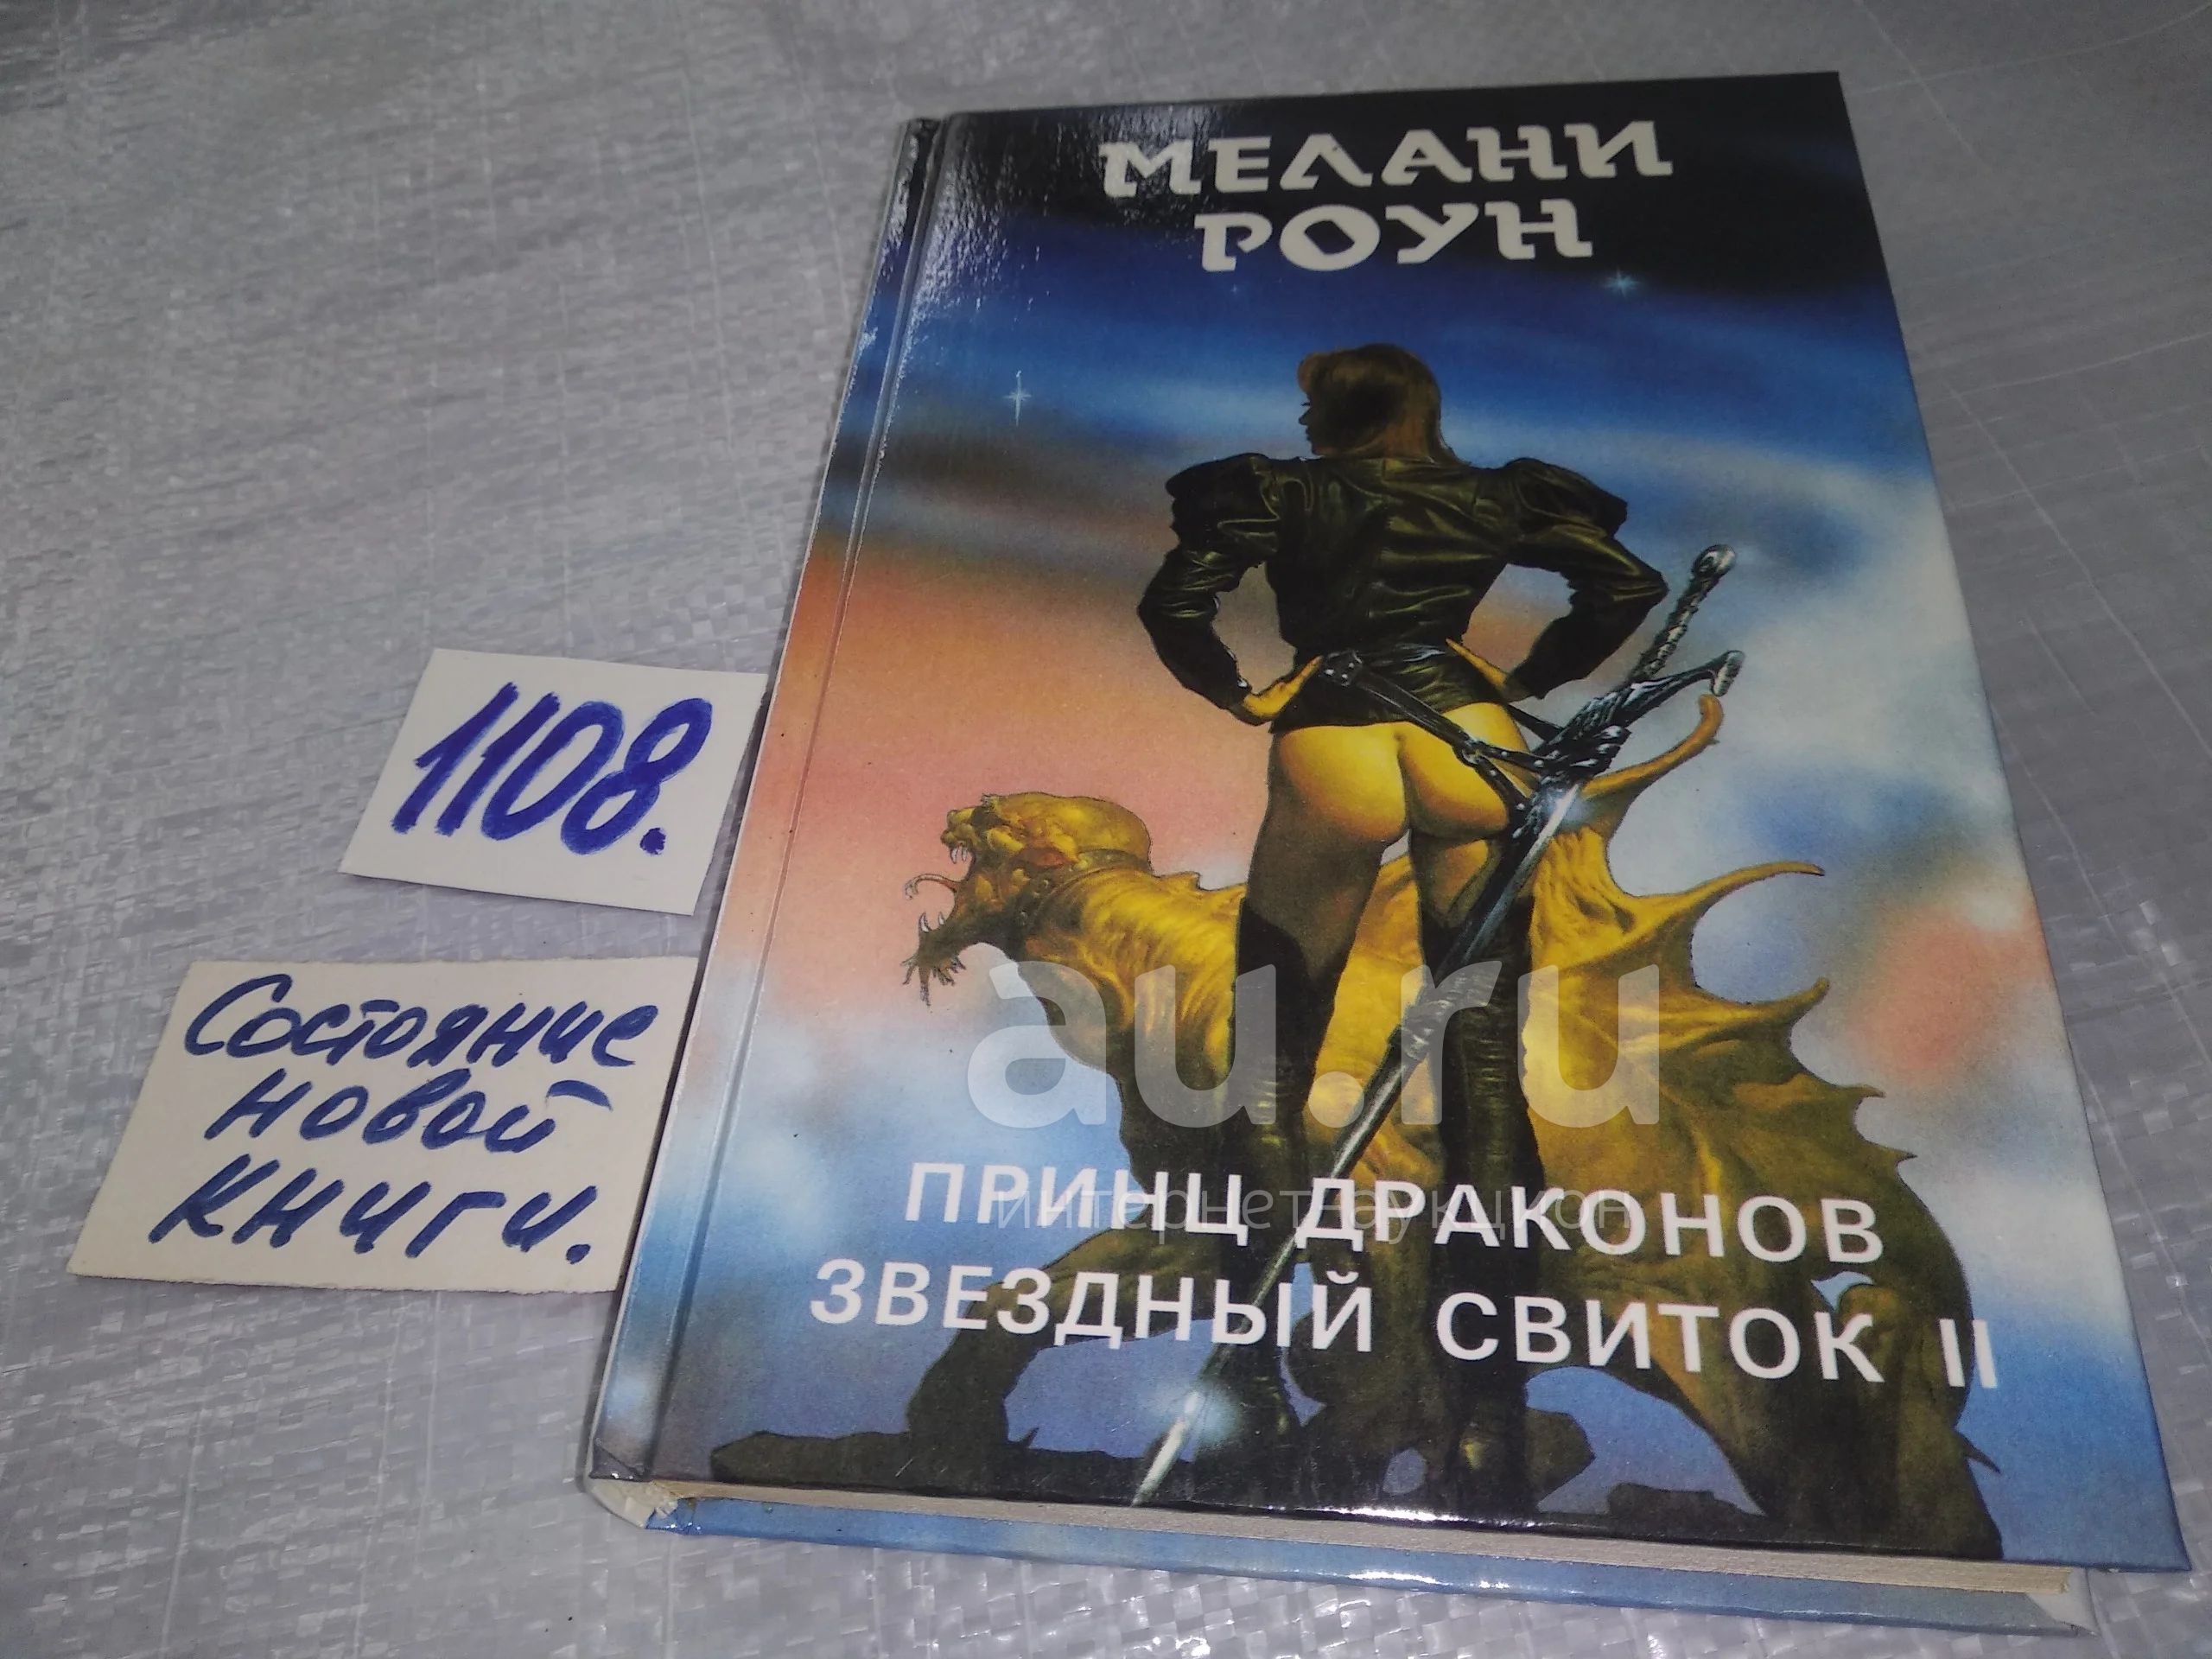 МЕЛАНИ
РОУН
1108.
Состояние
новой
книги.
au.ru
интернет-аукцион
ПРИНЦ ДРАКОНОВ
ЗВЕЗДНЫЙ СВИТОК II